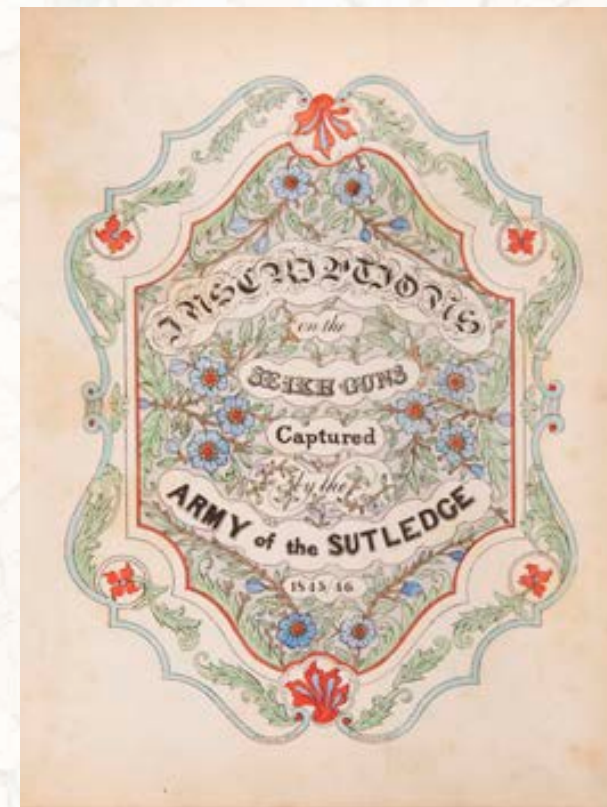 INSCRIPTIONS
on the
SEIKH GUNS
Captured
by the
ARMY of the SUTLEDGE
1845/46